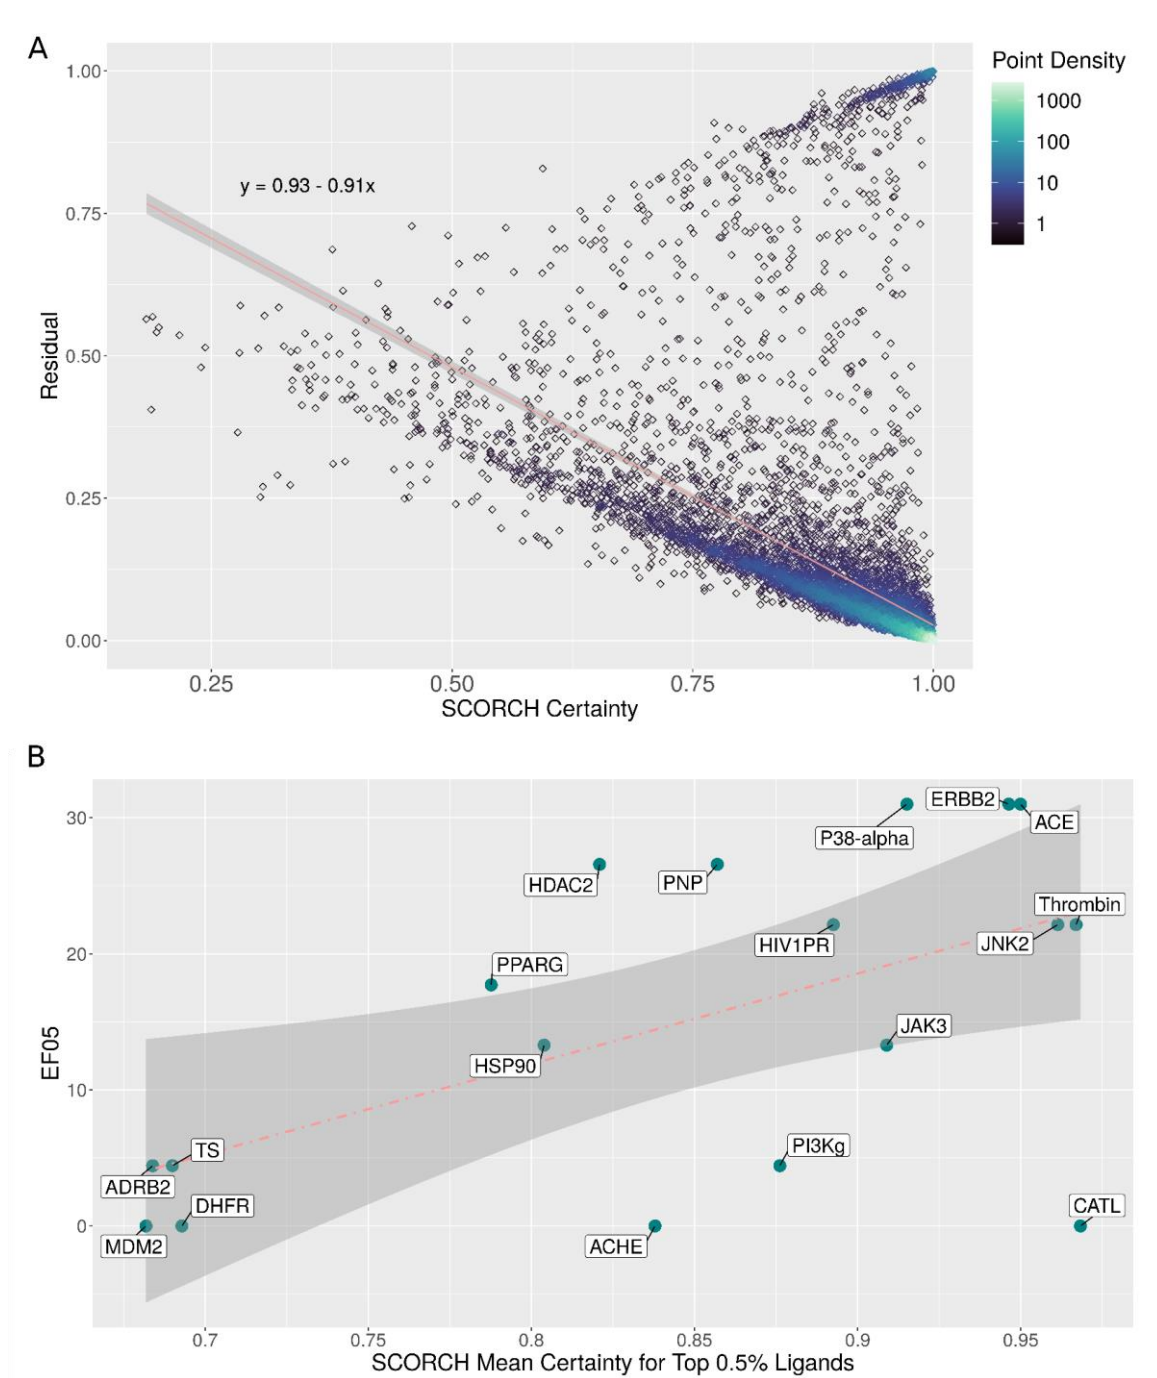 A
Point Density
1.00
1000
100
10
1
y = 0.93 - 0.91x
0.75
Residual
0.50
0.25
0.00
0.25 0.50 0.75 1.00
SCORCH Certainty
B
ERBB2
30
P38-alpha
ACE
HDAC2
PNP
Thrombin
HIV1PR
JNK2
20
PPARG
EF05
JAK3
HSP90
10
PI3Kg
TS
ADRB2
DHFR
CATL
0
MDM2
ACHE
0.7 0.75 0.8 0.85 0.9 0.95
SCORCH Mean Certainty for Top 0.5% Ligands